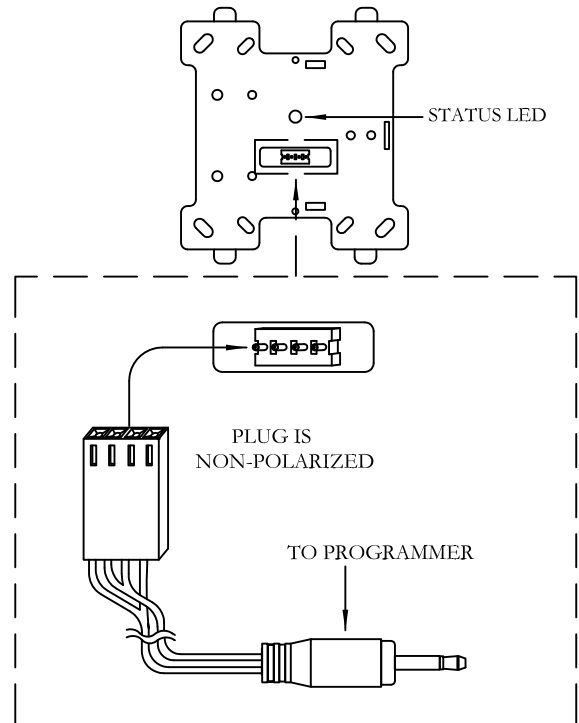 STATUS LED
PLUG IS
NON-POLARIZED
TO PROGRAMMER